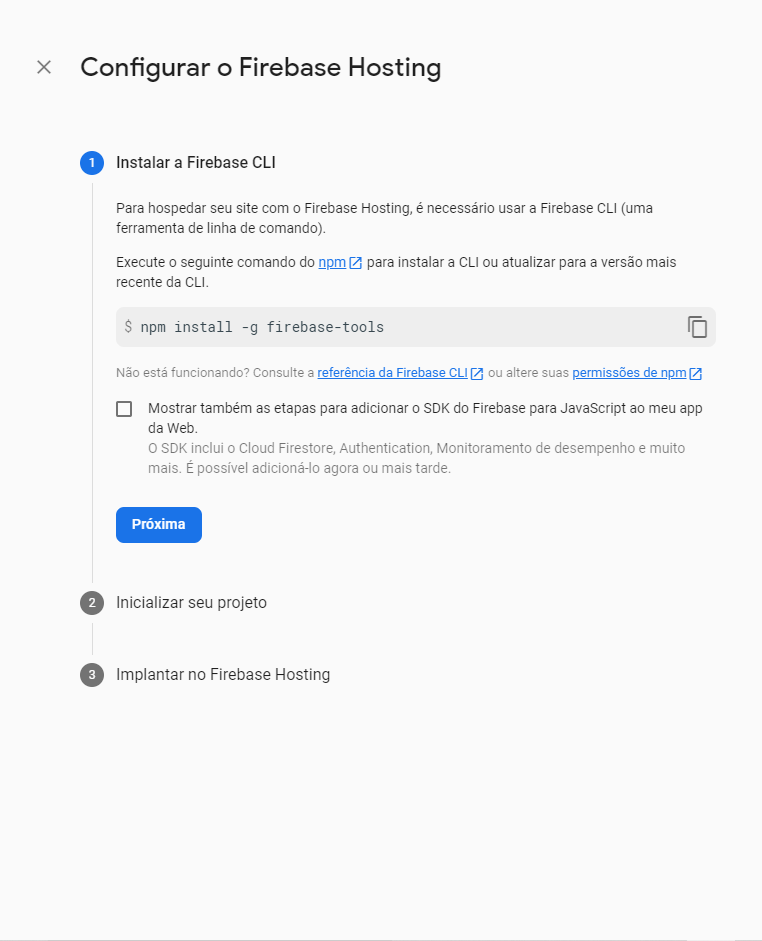 Configurar o Firebase Hosting
1 Instalar a Firebase CLI
Para hospedar seu site com o Firebase Hosting, é necessário usar a Firebase CLI (uma
ferramenta de linha de comando).
Execute o seguinte comando do npm para instalar a CLI ou atualizar para a versão mais
recente da CLI.
$ npm install -g firebase-tools
Não está funcionando? Consulte a referência da Firebase CLI ou altere suas permissões de npm
Mostrar também as etapas para adicionar o SDK do Firebase para JavaScript ao meu app
da Web.
O SDK inclui o Cloud Firestore, Authentication, Monitoramento de desempenho e muito
mais. É possível adicioná-lo agora ou mais tarde.
Próxima
2 Inicializar seu projeto
3 Implantar no Firebase Hosting